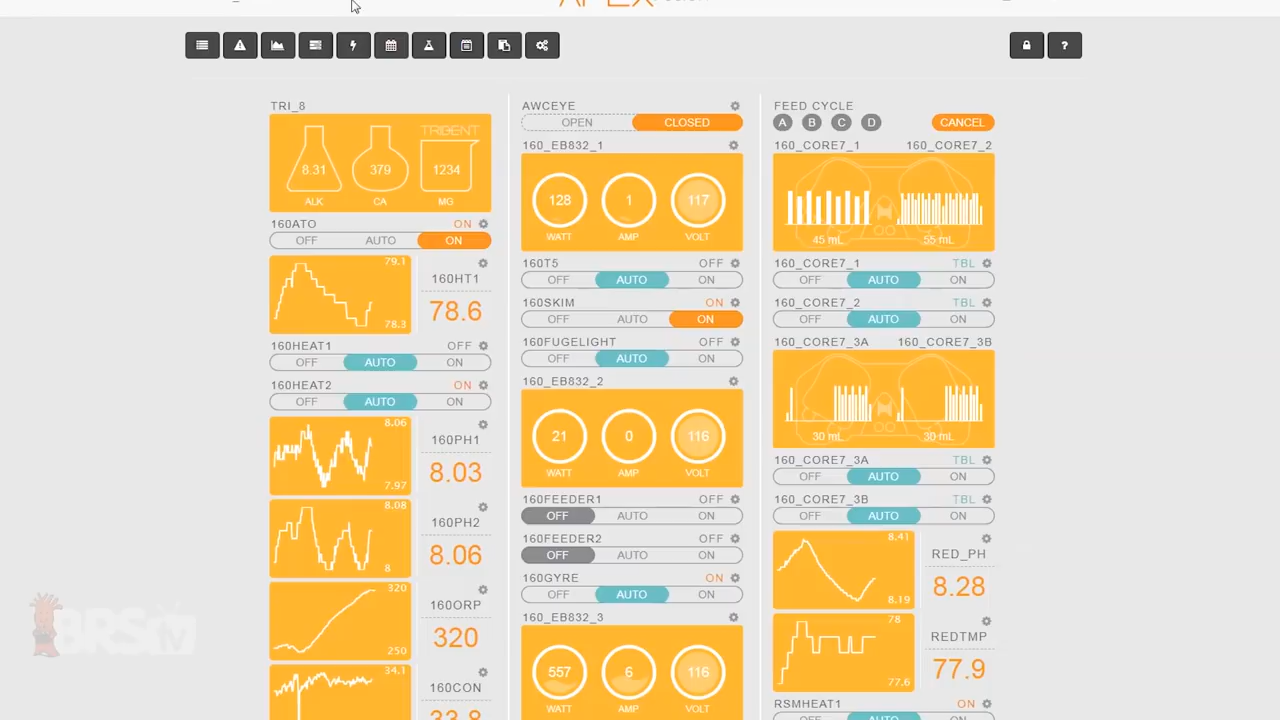 TRI_8
TRIDENT
8.31
379
1234
ALK
CA
MG
160ATO
ON
OFF
AUTO
ON
79.1
78.3
160HT1
78.6
160HEAT1
OFF
OFF
AUTO
ON
160HEAT2
ON
OFF
AUTO
ON
8.06
7.97
160PH1
8.03
8.08
8
160PH2
8.06
320
250
160ORP
320
34.1
160CON
33.8
AWCEYE
OPEN
CLOSED
160_EB832_1
128
1
117
WATT
AMP
VOLT
160T5
OFF
OFF
AUTO
ON
160SKIM
ON
OFF
AUTO
ON
160FUGELIGHT
OFF
OFF
AUTO
ON
160_EB832_2
21
0
116
WATT
AMP
VOLT
160FEEDER1
OFF
OFF
AUTO
ON
160FEEDER2
OFF
OFF
AUTO
ON
160GYRE
ON
OFF
AUTO
ON
160_EB832_3
557
6
116
WATT
AMP
VOLT
FEED CYCLE
A
B
C
D
CANCEL
160_CORE7_1
160_CORE7_2
45 mL
55 mL
160_CORE7_1
TBL
OFF
AUTO
ON
160_CORE7_2
TBL
OFF
AUTO
ON
160_CORE7_3A
160_CORE7_3B
30 mL
30 mL
160_CORE7_3A
TBL
OFF
AUTO
ON
160_CORE7_3B
TBL
OFF
AUTO
ON
8.41
8.19
RED_PH
8.28
78
77.6
REDTMP
77.9
RSMHEAT1
ON
OFF
AUTO
ON
BRStv